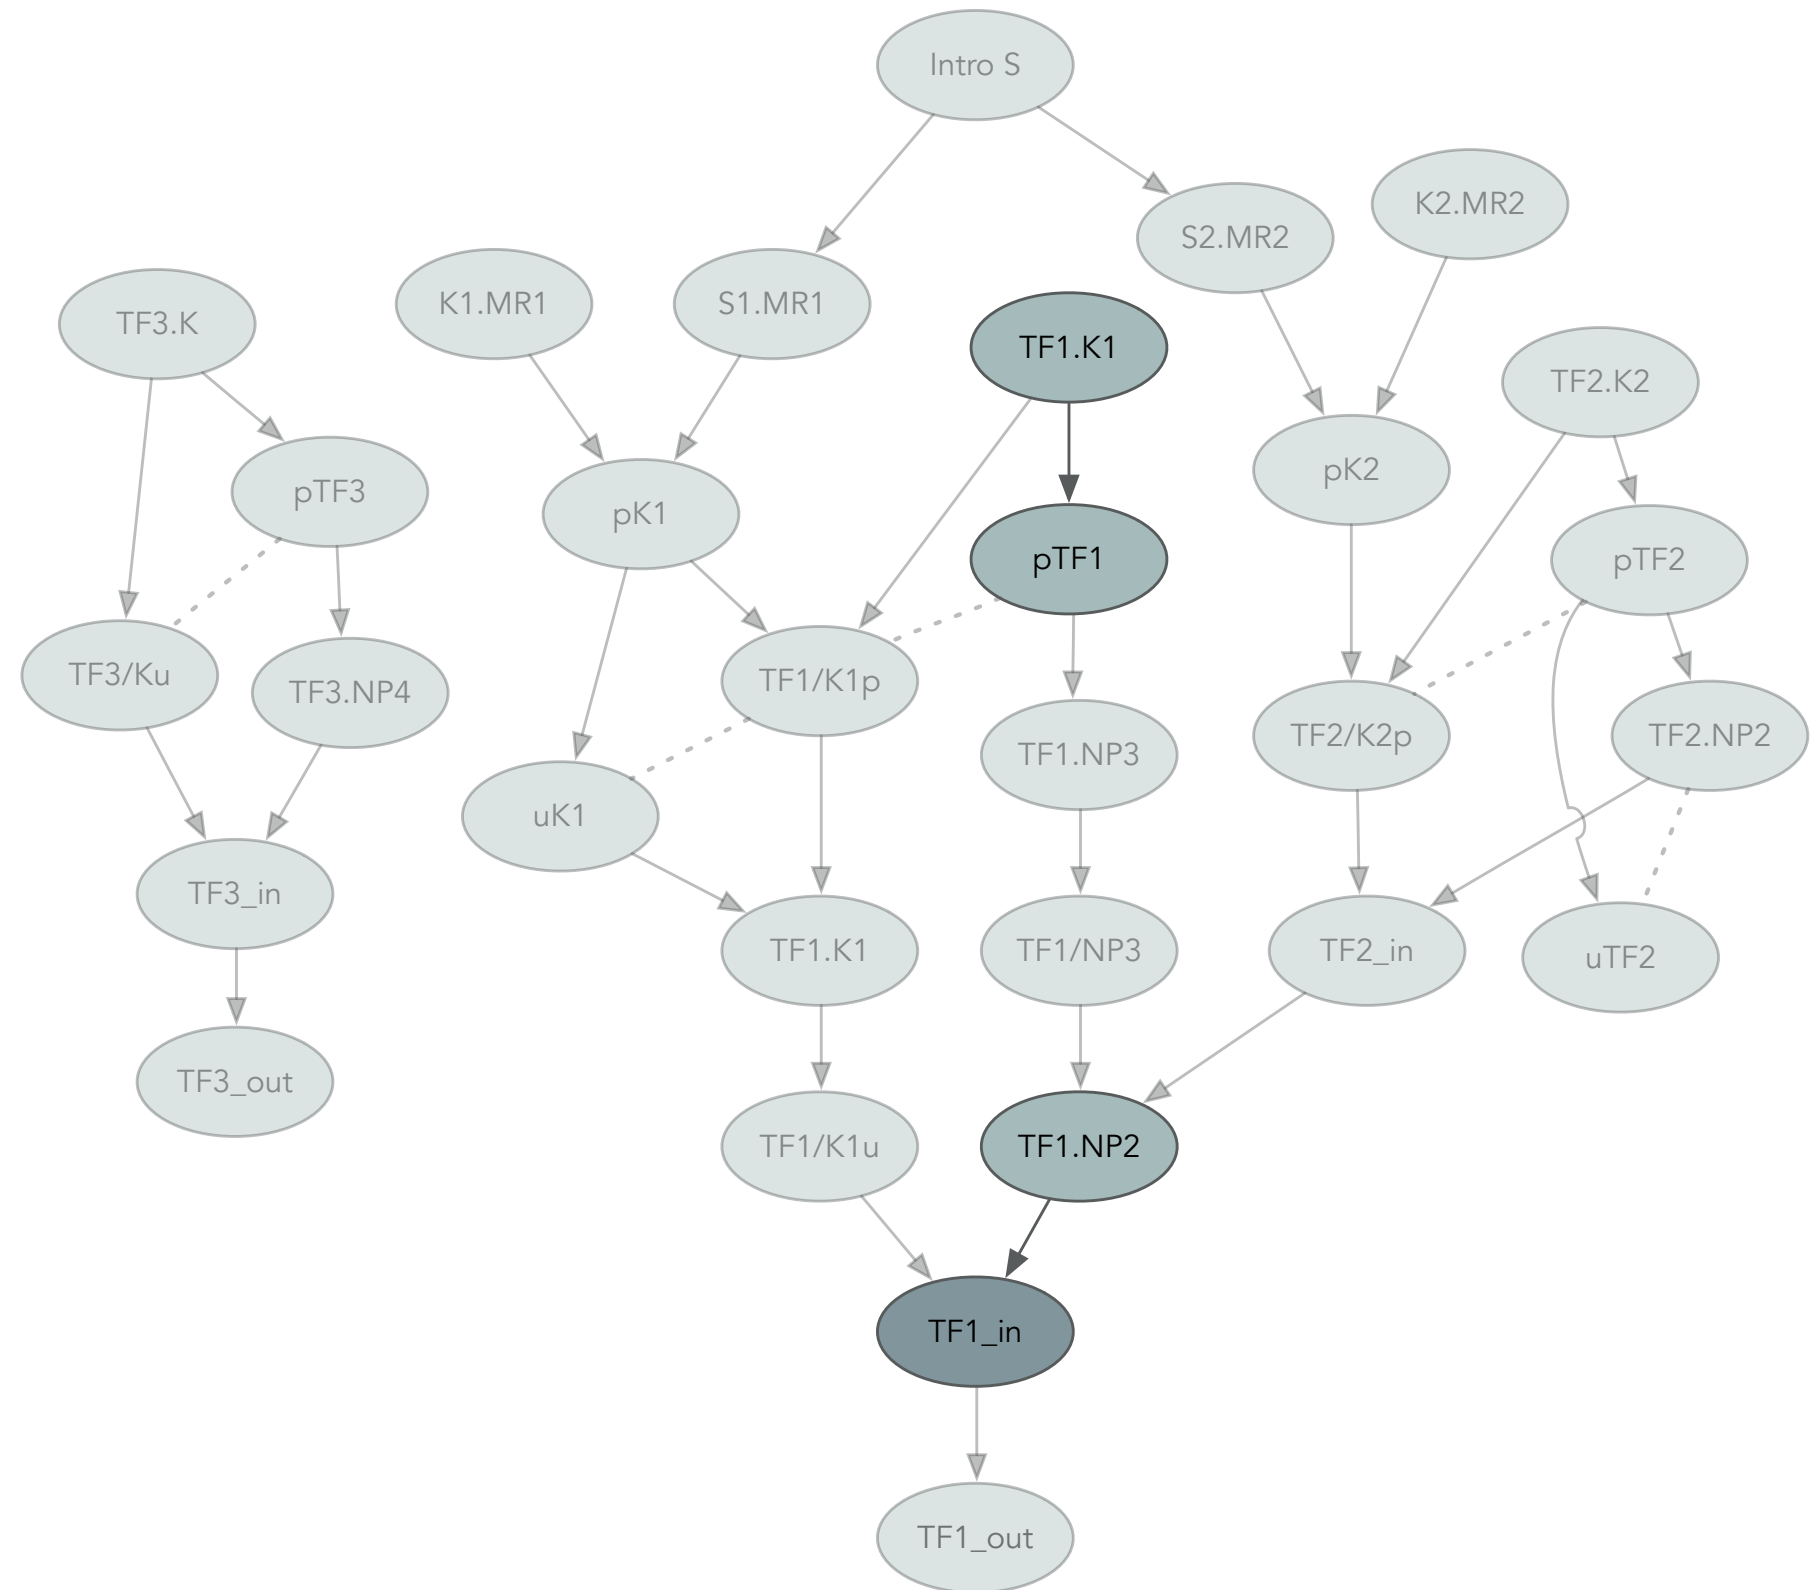 Intro S
K2.MR2
S2.MR2
K1.MR1
S1.MR1
TF3.K
TF1.K1
TF2.K2
pK2
pTF3
pK1
pTF1
pTF2
TF3/Ku
TF3.NP4
TF1/K1p
TF1.NP3
TF2/K2p
TF2.NP2
uK1
TF3_in
TF1.K1
TF1/NP3
TF2_in
uTF2
TF3_out
TF1/K1u
TF1.NP2
TF1_in
TF1_out